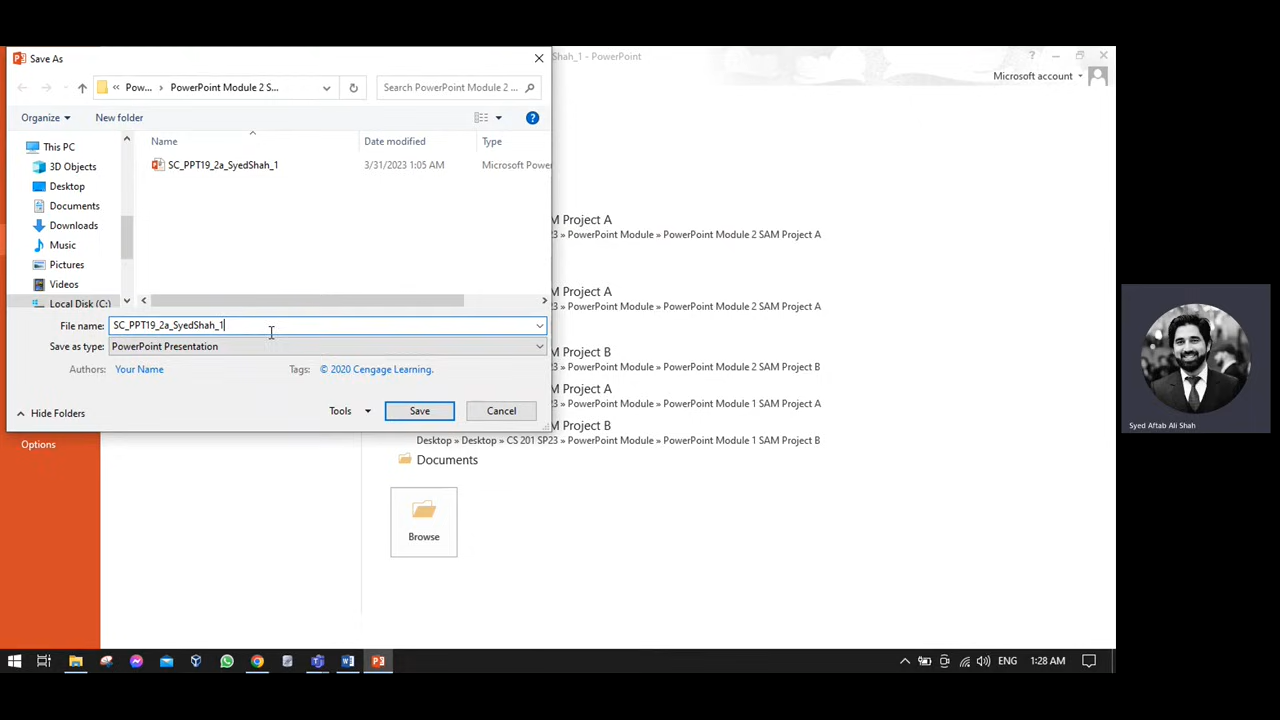 Save As
Shah_1 - PowerPoint
?
Microsoft account
« Pow... › PowerPoint Module 2 S...
Search PowerPoint Module 2 ...
Organize
New folder
?
Name
Date modified
Type
This PC
3D Objects
Desktop
Documents
Downloads
Music
Pictures
Videos
Local Disk (C:)
SC_PPT19_2a_SyedShah_1
3/31/2023 1:05 AM
Microsoft Power
File name: SC_PPT19_2a_SyedShah_1
Save as type: PowerPoint Presentation
Authors: Your Name
Tags: © 2020 Cengage Learning.
Hide Folders
Tools
Save
Cancel
Options
M Project A
23 » PowerPoint Module » PowerPoint Module 2 SAM Project A
M Project A
23 » PowerPoint Module » PowerPoint Module 2 SAM Project A
M Project B
23 » PowerPoint Module » PowerPoint Module 2 SAM Project B
M Project A
23 » PowerPoint Module » PowerPoint Module 1 SAM Project A
M Project B
Desktop » Desktop » CS 201 SP23 » PowerPoint Module » PowerPoint Module 1 SAM Project B
Documents
Browse
Syed Aftab Ali Shah
ENG
1:28 AM